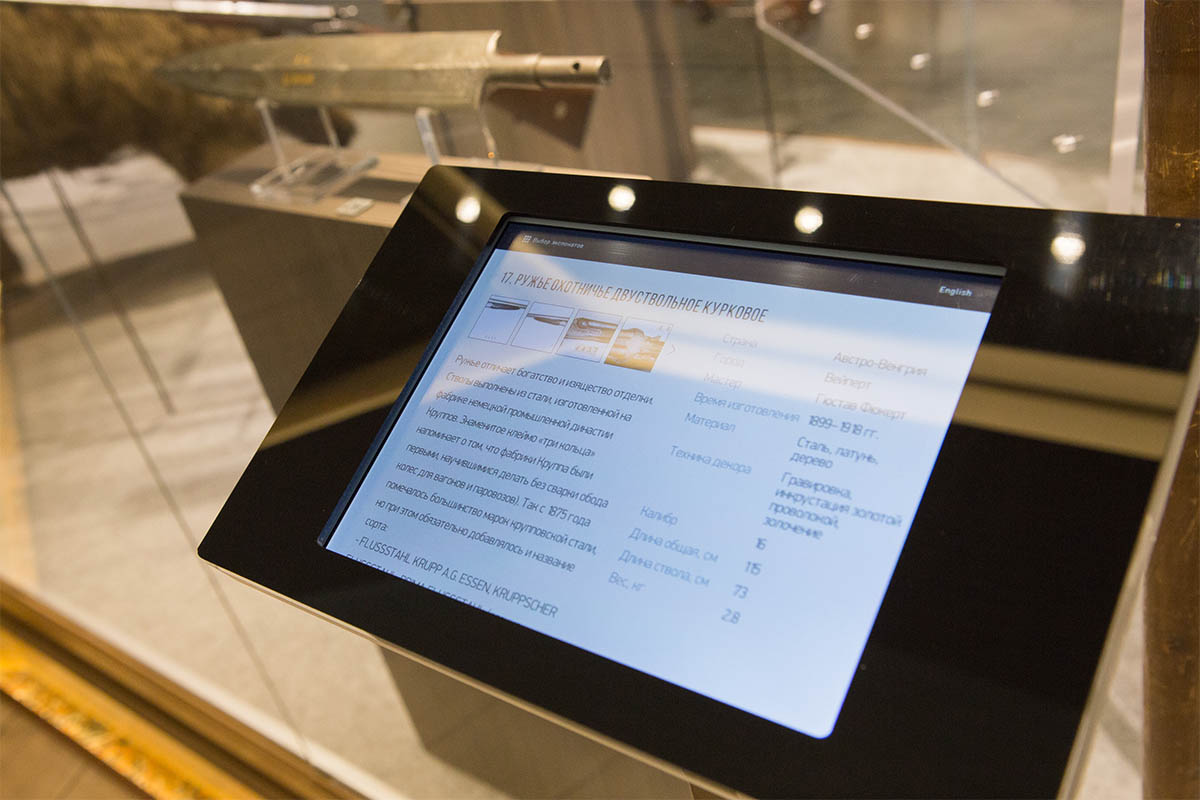 Выбор экспонатов
English
17. РУЖЬЕ ОХОТНИЧЬЕ ДВУСТВОЛЬНОЕ КУРКОВОЕ
Ружье отличает богатство и изящество отделки.
Стволы выполнены из стали, изготовленной на
фабрике немецкой промышленной династии
Круппов. Знаменитое клеймо «три кольца»
напоминает о том, что фабрики Круппа были
первыми, научившимися делать без сварки обода
колес для вагонов и паровозов). Так с 1875 года
помечалось большинство марок крупповской стали,
но при этом обязательно добавлялось и название
сорта:
- FLUSSSTAHL KRUPP A.G. ESSEN, KRUPPSCHER
Страна Австро-Венгрия
Город Вейперт
Мастер Гюстав Фюкерт
Время изготовления 1899-1918 гг.
Материал Сталь, латунь,
дерево
Техника декора Гравировка,
инкрустация золотой
проволокой,
золочение
Калибр 16
Длина общая, см 115
Длина ствола, см 73
Вес, кг 2.8